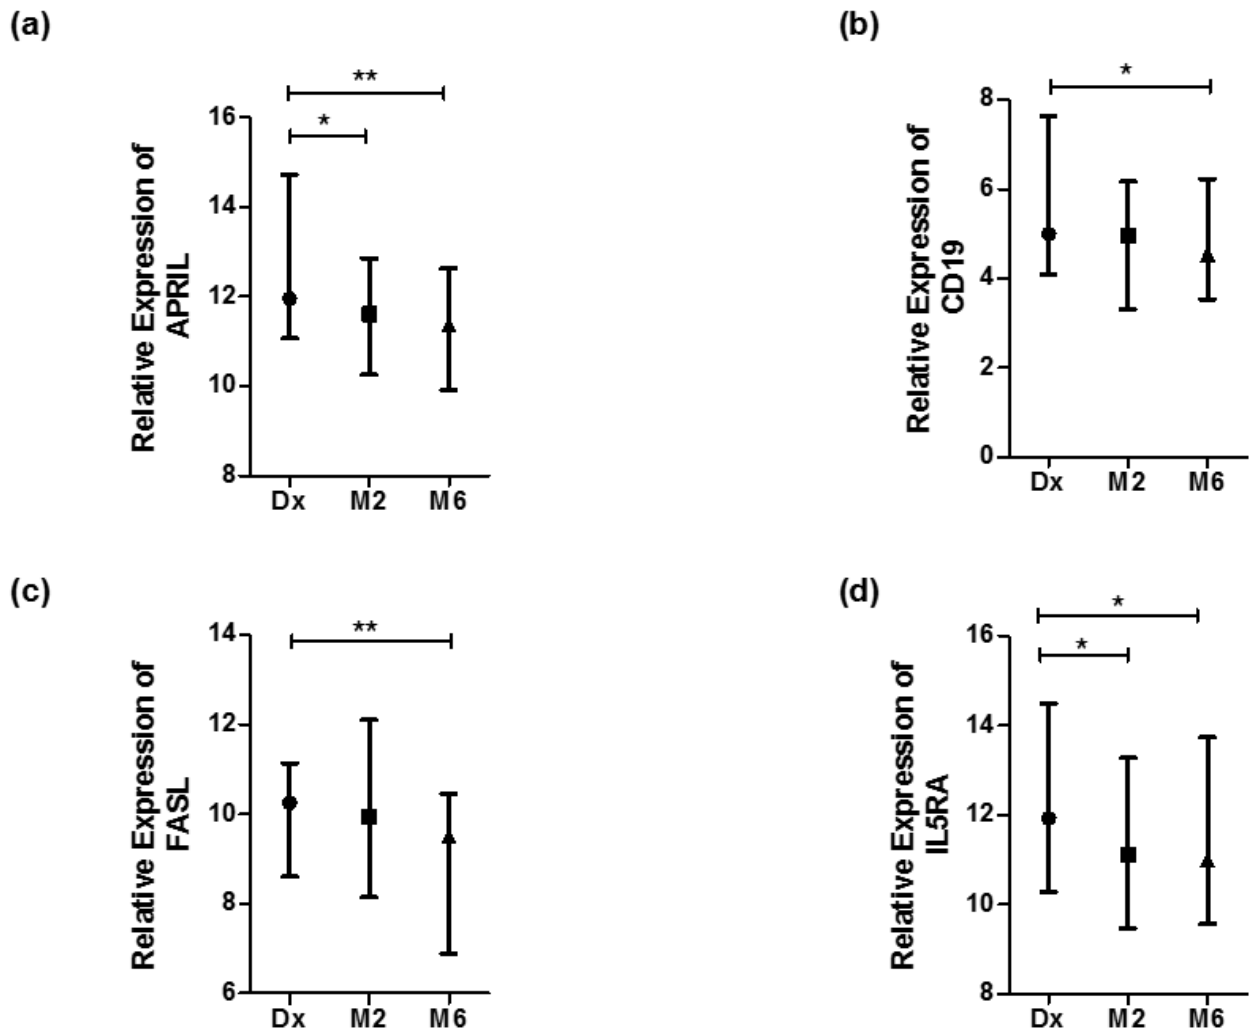 (a)
Relative Expression of
APRIL
16
14
12
10
8
**
*
Dx M2 M6
(b)
Relative Expression of
CD19
8
6
4
2
0
*
Dx M2 M6
(c)
Relative Expression of
FASL
14
12
10
8
6
**
Dx M2 M6
(d)
Relative Expression of
IL5RA
16
14
12
10
8
*
*
Dx M2 M6